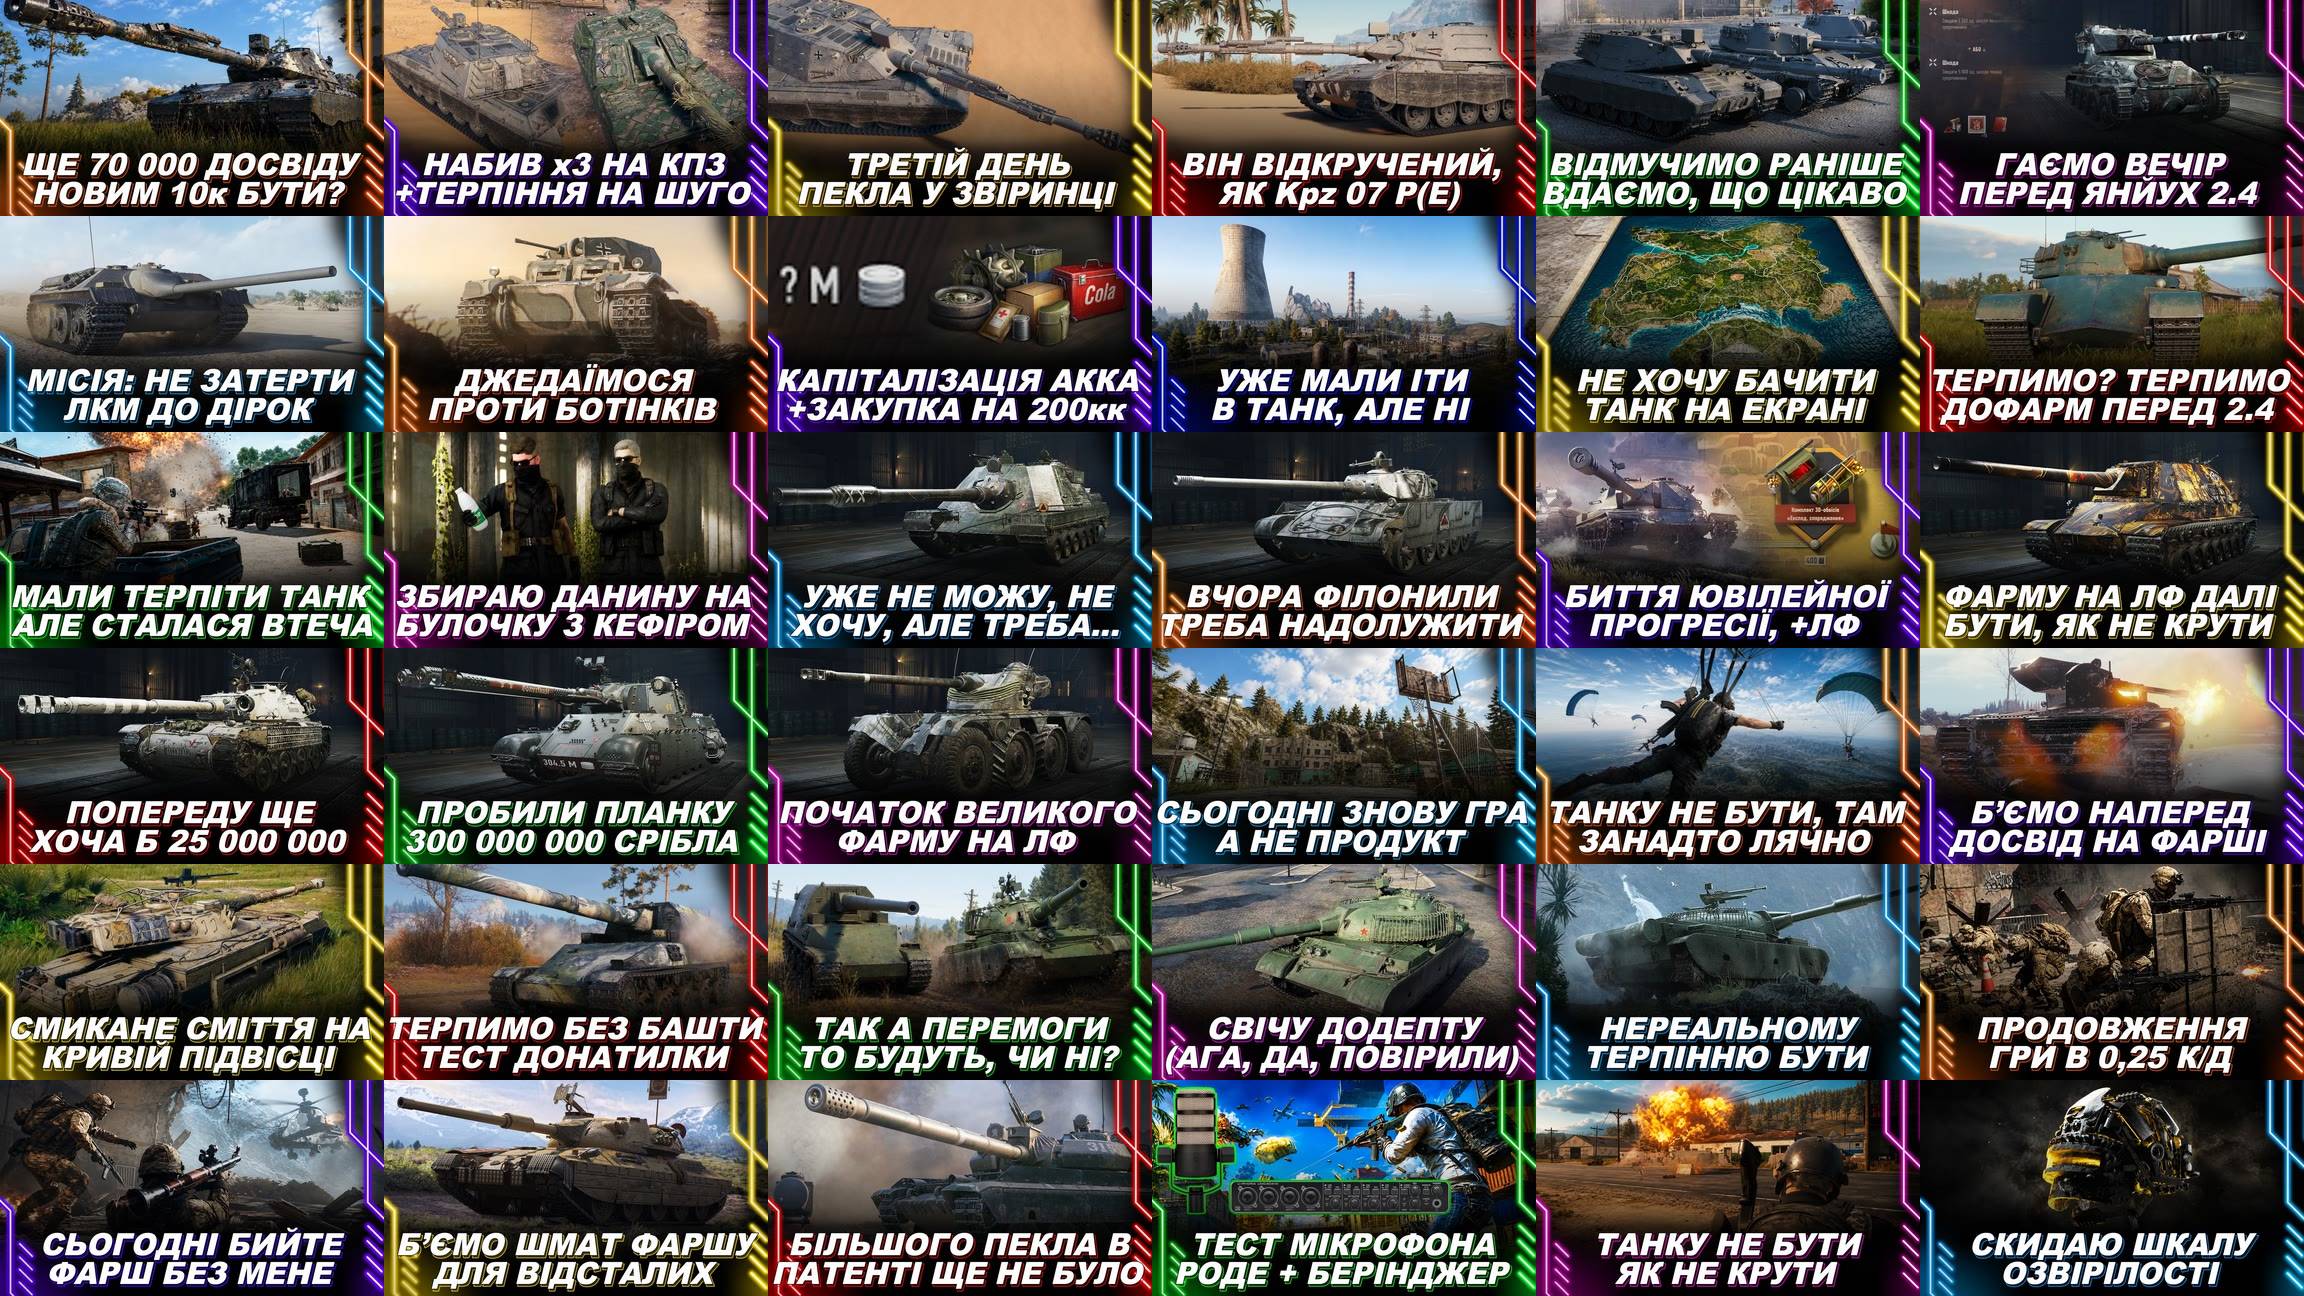 ЩЕ 70 000 ДОСВІДУ
НОВИМ 10к БУТИ?
НАБИВ х3 НА КПЗ
+ТЕРПІННЯ НА ШУГО
ТРЕТІЙ ДЕНЬ
ПЕКЛА У ЗВІРИНЦІ
ВІН ВІДКРУЧЕНИЙ,
ЯК Kpz 07 P(E)
ВІДМУЧИМО РАНІШЕ
ВДАЄМО, ЩО ЦІКАВО
Шкода
АБО
Шкода
ГАЄМО ВЕЧІР
ПЕРЕД ЯНЙУХ 2.4
МІСІЯ: НЕ ЗАТЕРТИ
ЛКМ ДО ДІРОК
ДЖЕДАЇМОСЯ
ПРОТИ БОТІНКІВ
? М
Cola
КАПІТАЛІЗАЦІЯ АККА
+ЗАКУПКА НА 200кк
УЖЕ МАЛИ ІТИ
В ТАНК, АЛЕ НІ
НЕ ХОЧУ БАЧИТИ
ТАНК НА ЕКРАНІ
ТЕРПИМО? ТЕРПИМО
ДОФАРМ ПЕРЕД 2.4
МАЛИ ТЕРПІТИ ТАНК
АЛЕ СТАЛАСЯ ВТЕЧА
ЗБИРАЮ ДАНИНУ НА
БУЛОЧКУ З КЕФІРОМ
УЖЕ НЕ МОЖУ, НЕ
ХОЧУ, АЛЕ ТРЕБА...
ВЧОРА ФІЛОНИЛИ
ТРЕБА НАДОЛУЖИТИ
Комплект 3D-обвісів
«Експед. спорядження»
400
БИТТЯ ЮВІЛЕЙНОЇ
ПРОГРЕСІЇ, +ЛФ
ФАРМУ НА ЛФ ДАЛІ
БУТИ, ЯК НЕ КРУТИ
ПОПЕРЕДУ ЩЕ
ХОЧА Б 25 000 000
304.5 М
ПРОБИЛИ ПЛАНКУ
300 000 000 СРІБЛА
ПОЧАТОК ВЕЛИКОГО
ФАРМУ НА ЛФ
СЬОГОДНІ ЗНОВУ ГРА
А НЕ ПРОДУКТ
ТАНКУ НЕ БУТИ, ТАМ
ЗАНАДТО ЛЯЧНО
Б'ЄМО НАПЕРЕД
ДОСВІД НА ФАРШІ
СМИКАНЕ СМІТТЯ НА
КРИВІЙ ПІДВІСЦІ
ТЕРПИМО БЕЗ БАШТИ
ТЕСТ ДОНАТИЛКИ
ТАК А ПЕРЕМОГИ
ТО БУДУТЬ, ЧИ НІ?
СВІЧУ ДОДЕПТУ
(АГА, ДА, ПОВІРИЛИ)
НЕРЕАЛЬНОМУ
ТЕРПІННЮ БУТИ
ПРОДОВЖЕННЯ
ГРИ В 0,25 К/Д
СЬОГОДНІ БИЙТЕ
ФАРШ БЕЗ МЕНЕ
Б'ЄМО ШМАТ ФАРШУ
ДЛЯ ВІДСТАЛИХ
БІЛЬШОГО ПЕКЛА В
ПАТЕНТІ ЩЕ НЕ БУЛО
ТЕСТ МІКРОФОНА
РОДЕ + БЕРІНДЖЕР
ТАНКУ НЕ БУТИ
ЯК НЕ КРУТИ
СКИДАЮ ШКАЛУ
ОЗВІРІЛОСТІ